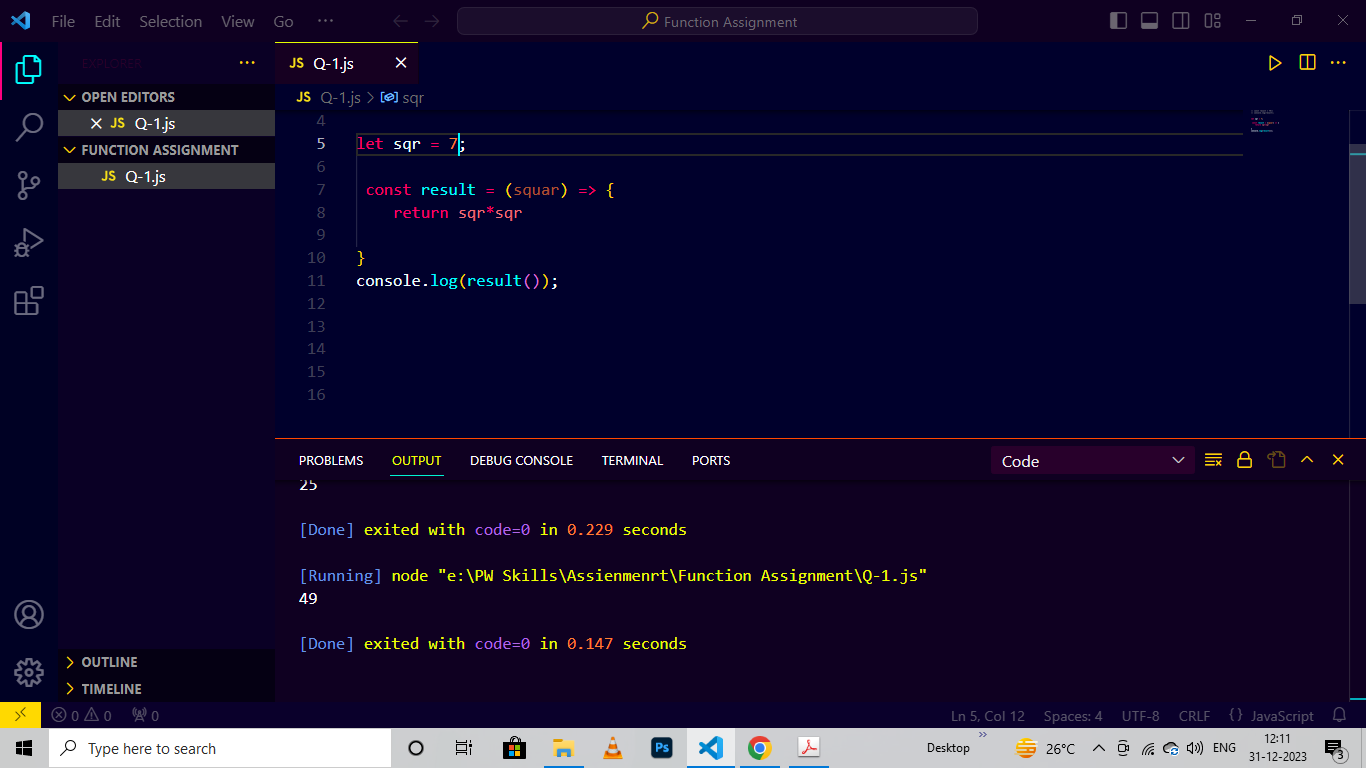 File Edit Selection View Go ···
Function Assignment
EXPLORER
JS Q-1.js
OPEN EDITORS
JS Q-1.js
FUNCTION ASSIGNMENT
JS Q-1.js
JS Q-1.js > sqr
4
5 let sqr = 7;
6
7 const result = (squar) => {
8 return sqr*sqr
9
10 }
11 console.log(result());
12
13
14
15
16
PROBLEMS OUTPUT DEBUG CONSOLE TERMINAL PORTS Code
25
[Done] exited with code=0 in 0.229 seconds
[Running] node "e:\PW Skills\Assienmenrt\Function Assignment\Q-1.js"
49
[Done] exited with code=0 in 0.147 seconds
OUTLINE
TIMELINE
0 0 0 Ln 5, Col 12 Spaces: 4 UTF-8 CRLF {} JavaScript
Type here to search Ps Desktop » 26°C ENG 12:11
31-12-2023 3